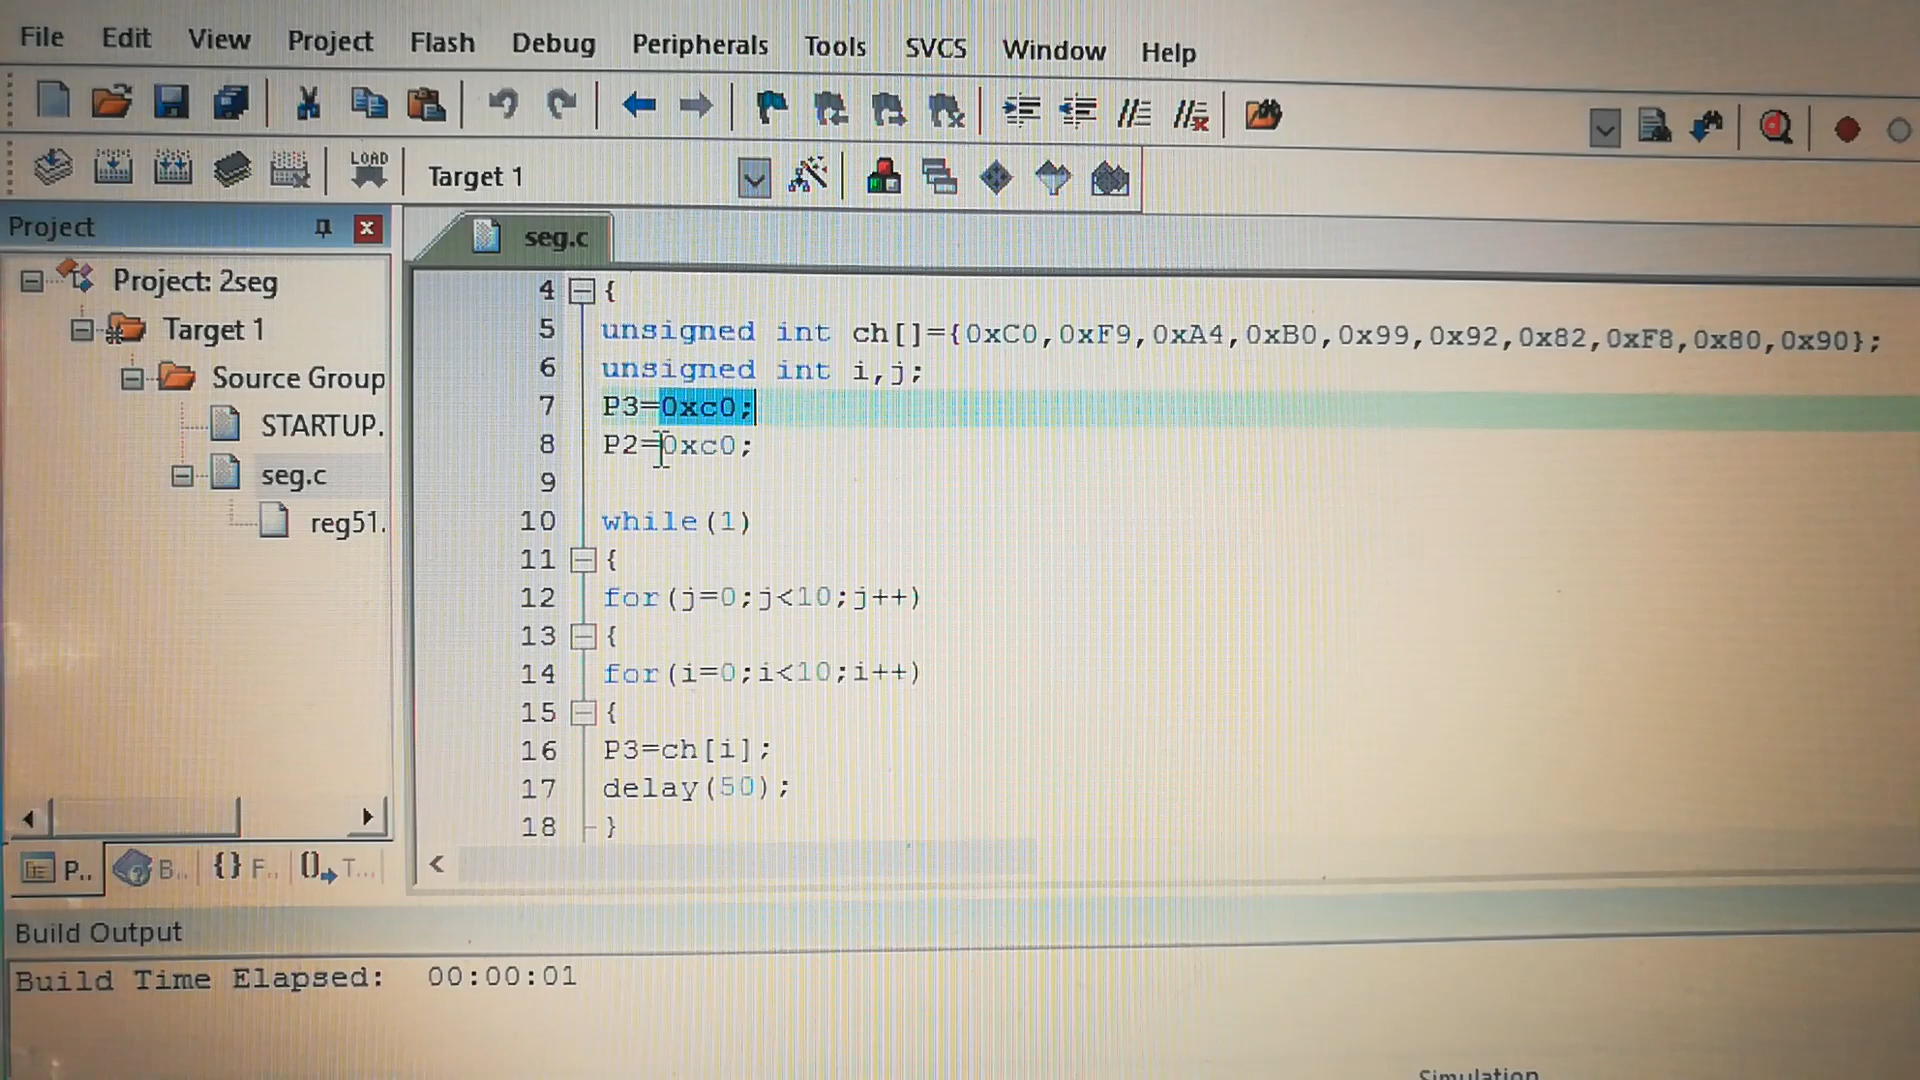 File Edit View Project Flash Debug Peripherals Tools SVCS Window Help
LOAD
Target 1
Project
seg.c
Project: 2seg
Target 1
Source Group
STARTUP.
seg.c
reg51.
4 {
5 unsigned int ch[]={0xC0,0xF9,0xA4,0xB0,0x99,0x92,0x82,0xF8,0x80,0x90};
6 unsigned int i,j;
7 P3=0xc0;
8 P2=0xc0;
9
10 while(1)
11 {
12 for(j=0;j<10;j++)
13 {
14 for(i=0;i<10;i++)
15 {
16 P3=ch[i];
17 delay(50);
18 }
P.. B.. {} F.. T...
Build Output
Build Time Elapsed: 00:00:01
Simulation